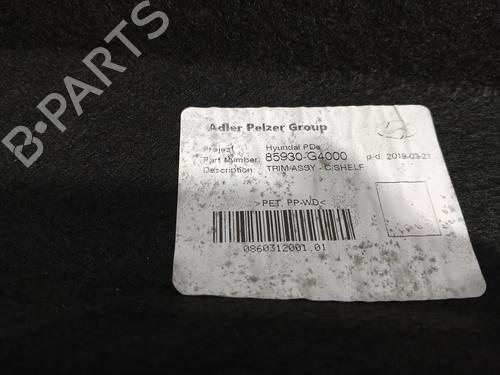 B-PARTS
Adler Pelzer Group
Project: Hyundai PDe
Part Number: 85930-G4000 p/d: 2019-03-21
Description: TRIM ASSY - C/SHELF
>PET, PP-WD<
0860312001.01